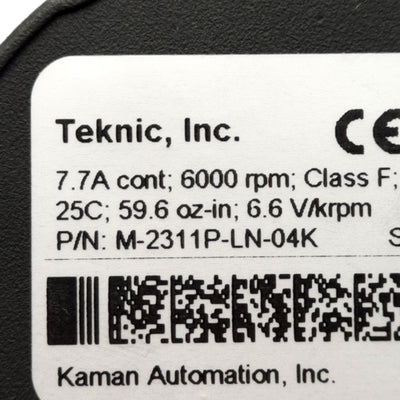 Teknic, Inc. CE
7.7A cont; 6000 rpm; Class F;
25C; 59.6 oz-in; 6.6 V/krpm
P/N: M-2311P-LN-04K S
Kaman Automation, Inc.